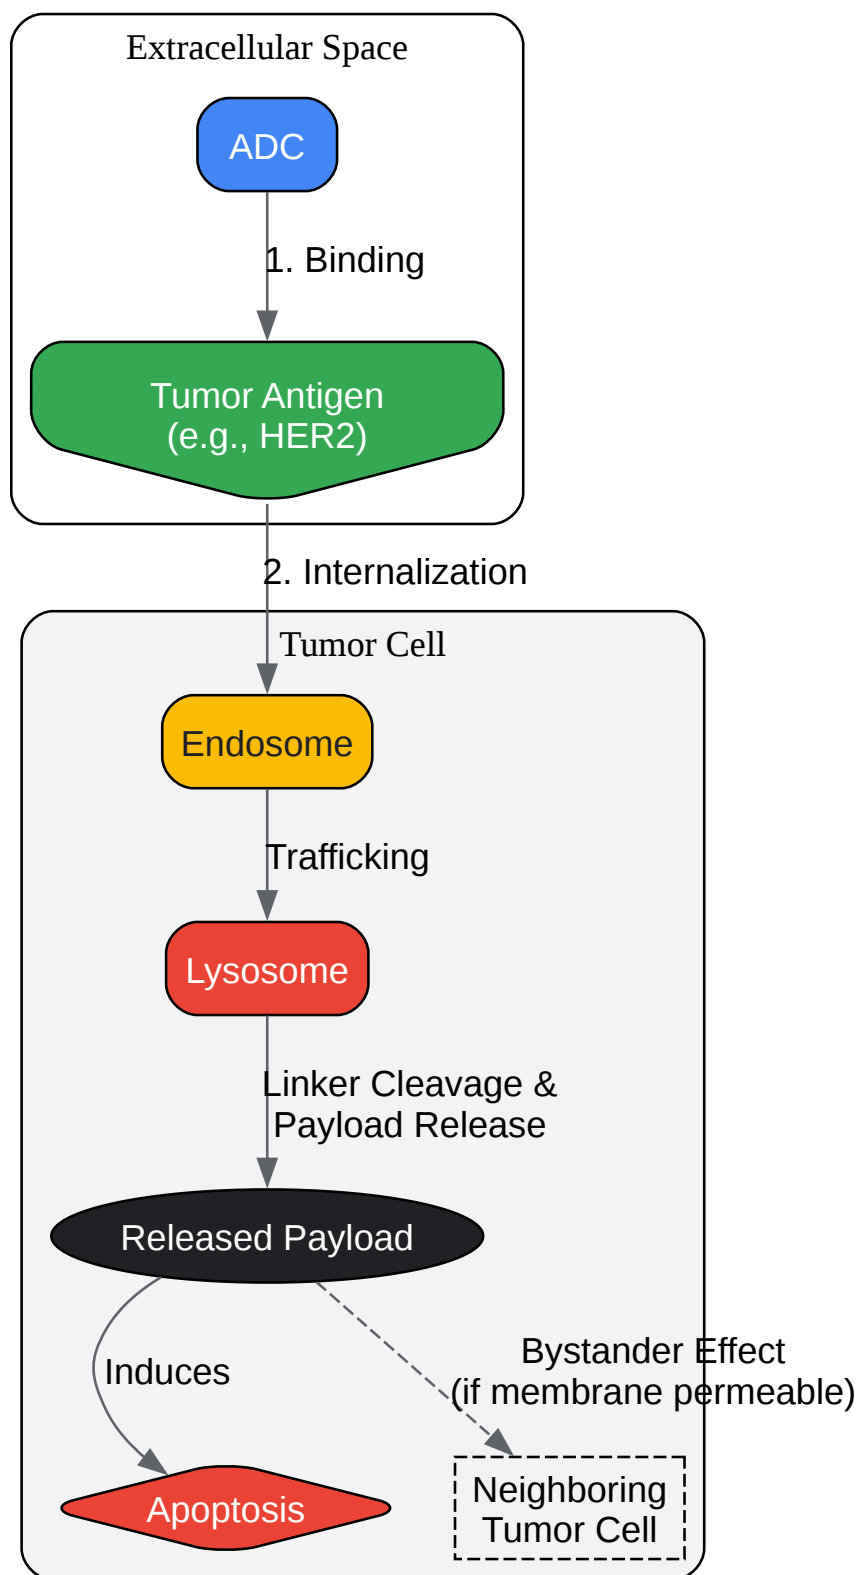 Extracellular Space
ADC
1. Binding
Tumor Antigen
(e.g., HER2)
2. Internalization
Tumor Cell
Endosome
Trafficking
Lysosome
Linker Cleavage &
Payload Release
Released Payload
Induces
Bystander Effect
(if membrane permeable)
Apoptosis
Neighboring
Tumor Cell